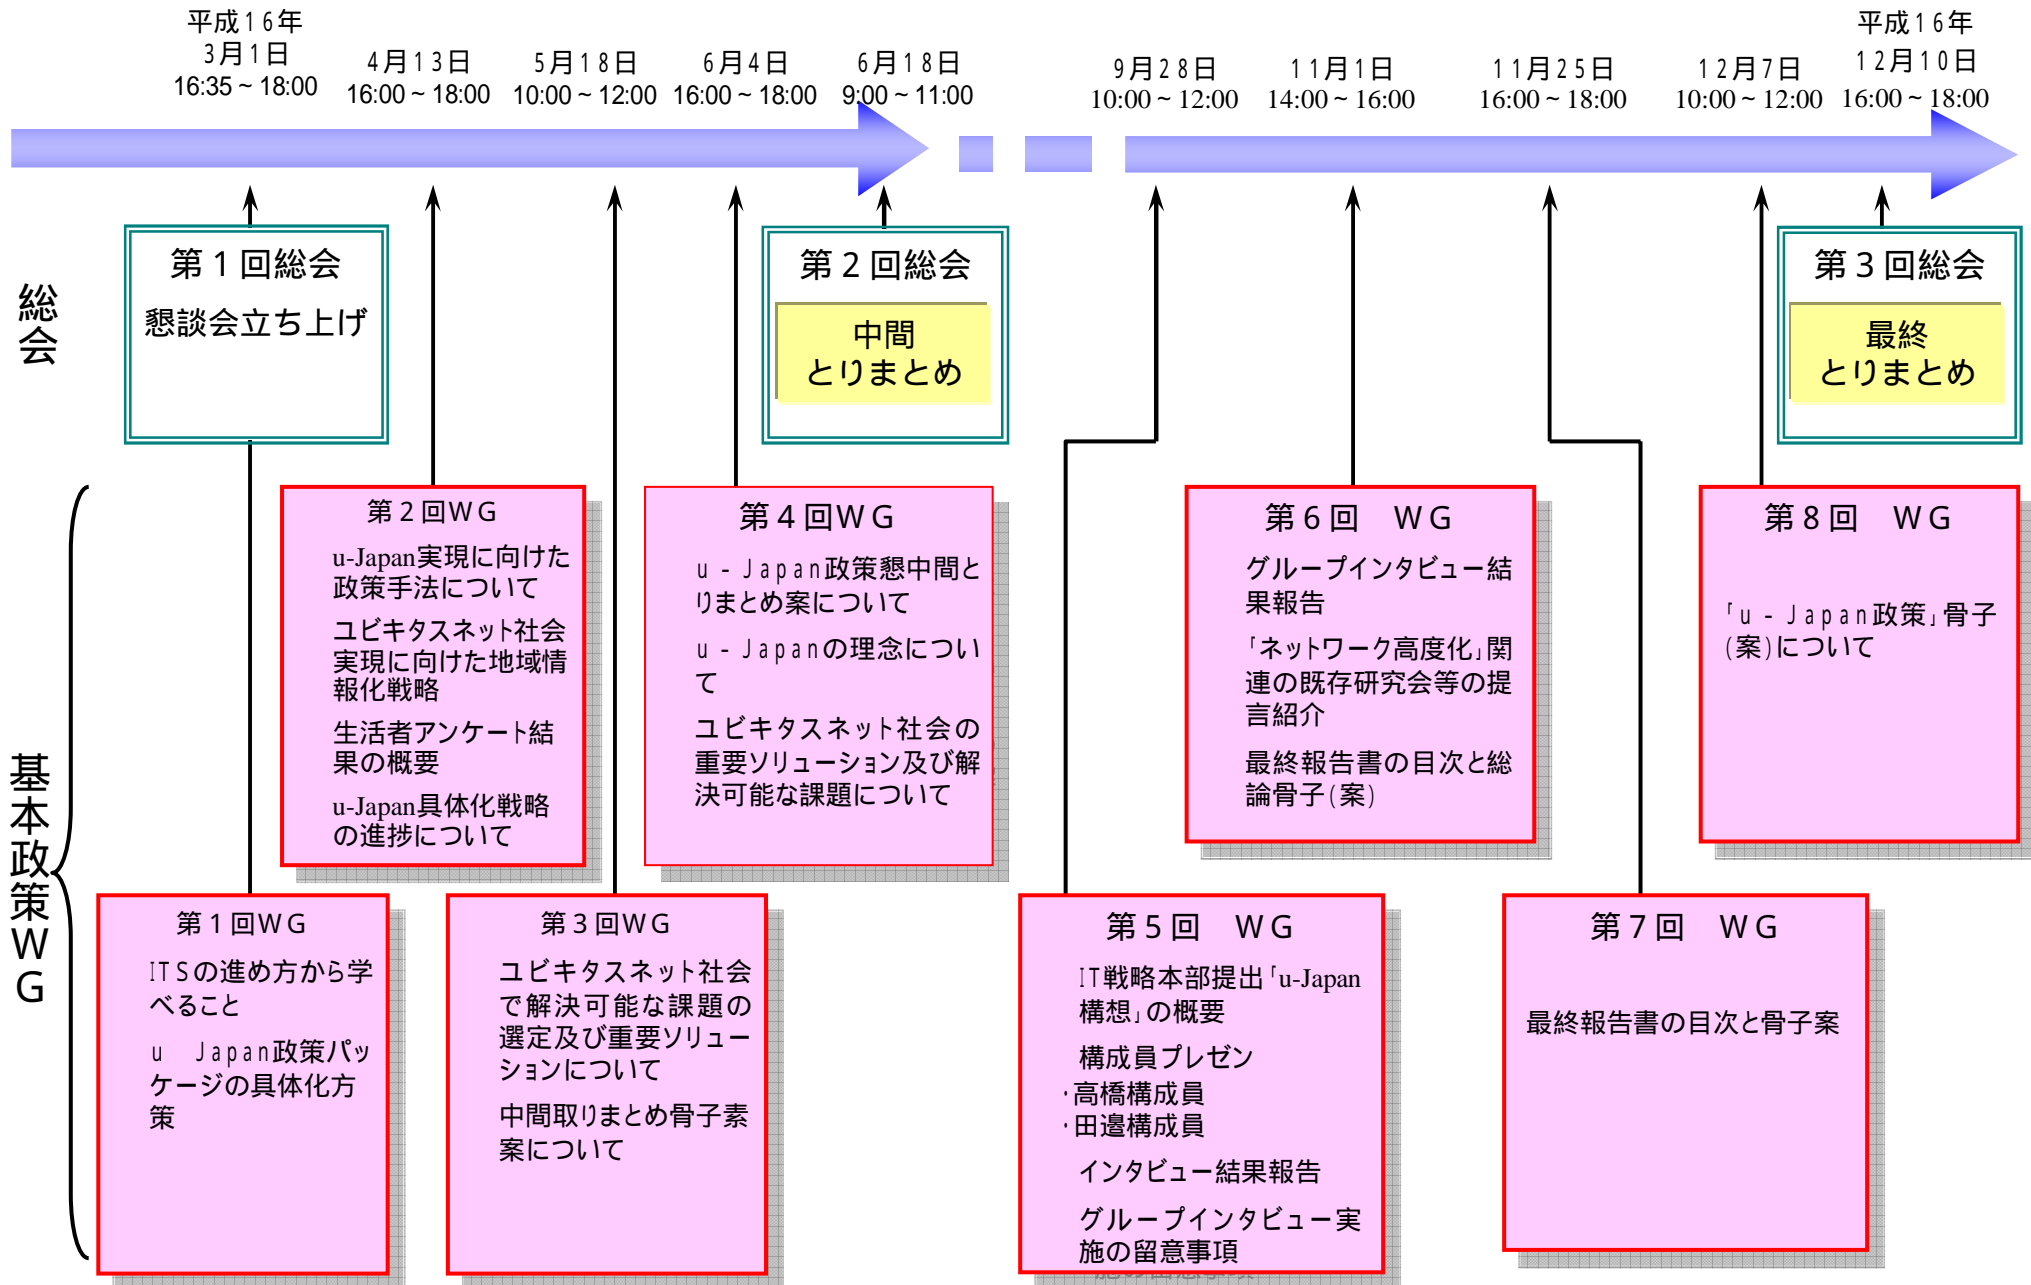 平成16年
3月1日
16:35～18:00
4月13日
16:00～18:00
5月18日
10:00～12:00
6月4日
16:00～18:00
6月18日
9:00～11:00
9月28日
10:00～12:00
11月1日
14:00～16:00
11月25日
16:00～18:00
12月7日
10:00～12:00
平成16年
12月10日
16:00～18:00
総会
第1回総会
懇談会立ち上げ
第2回総会
中間
とりまとめ
第3回総会
最終
とりまとめ
基本政策WG
第1回WG
ITSの進め方から学
べること
u　Japan政策パッ
ケージの具体化方
策
第2回WG
u-Japan実現に向けた
政策手法について
ユビキタスネット社会
実現に向けた地域情
報化戦略
生活者アンケート結
果の概要
u-Japan具体化戦略
の進捗について
第3回WG
ユビキタスネット社会
で解決可能な課題の
選定及び重要ソリュー
ションについて
中間取りまとめ骨子素
案について
第4回WG
u-Japan政策懇中間と
りまとめ案について
u-Japanの理念につい
て
ユビキタスネット社会の
重要ソリューション及び解
決可能な課題について
第5回　WG
IT戦略本部提出「u-Japan
構想」の概要
構成員プレゼン
・高橋構成員
・田邉構成員
インタビュー結果報告
グループインタビュー実
施の留意事項
第6回　WG
グループインタビュー結
果報告
「ネットワーク高度化」関
連の既存研究会等の提
言紹介
最終報告書の目次と総
論骨子(案)
第7回　WG
最終報告書の目次と骨子案
第8回　WG
「u-Japan政策」骨子
(案)について